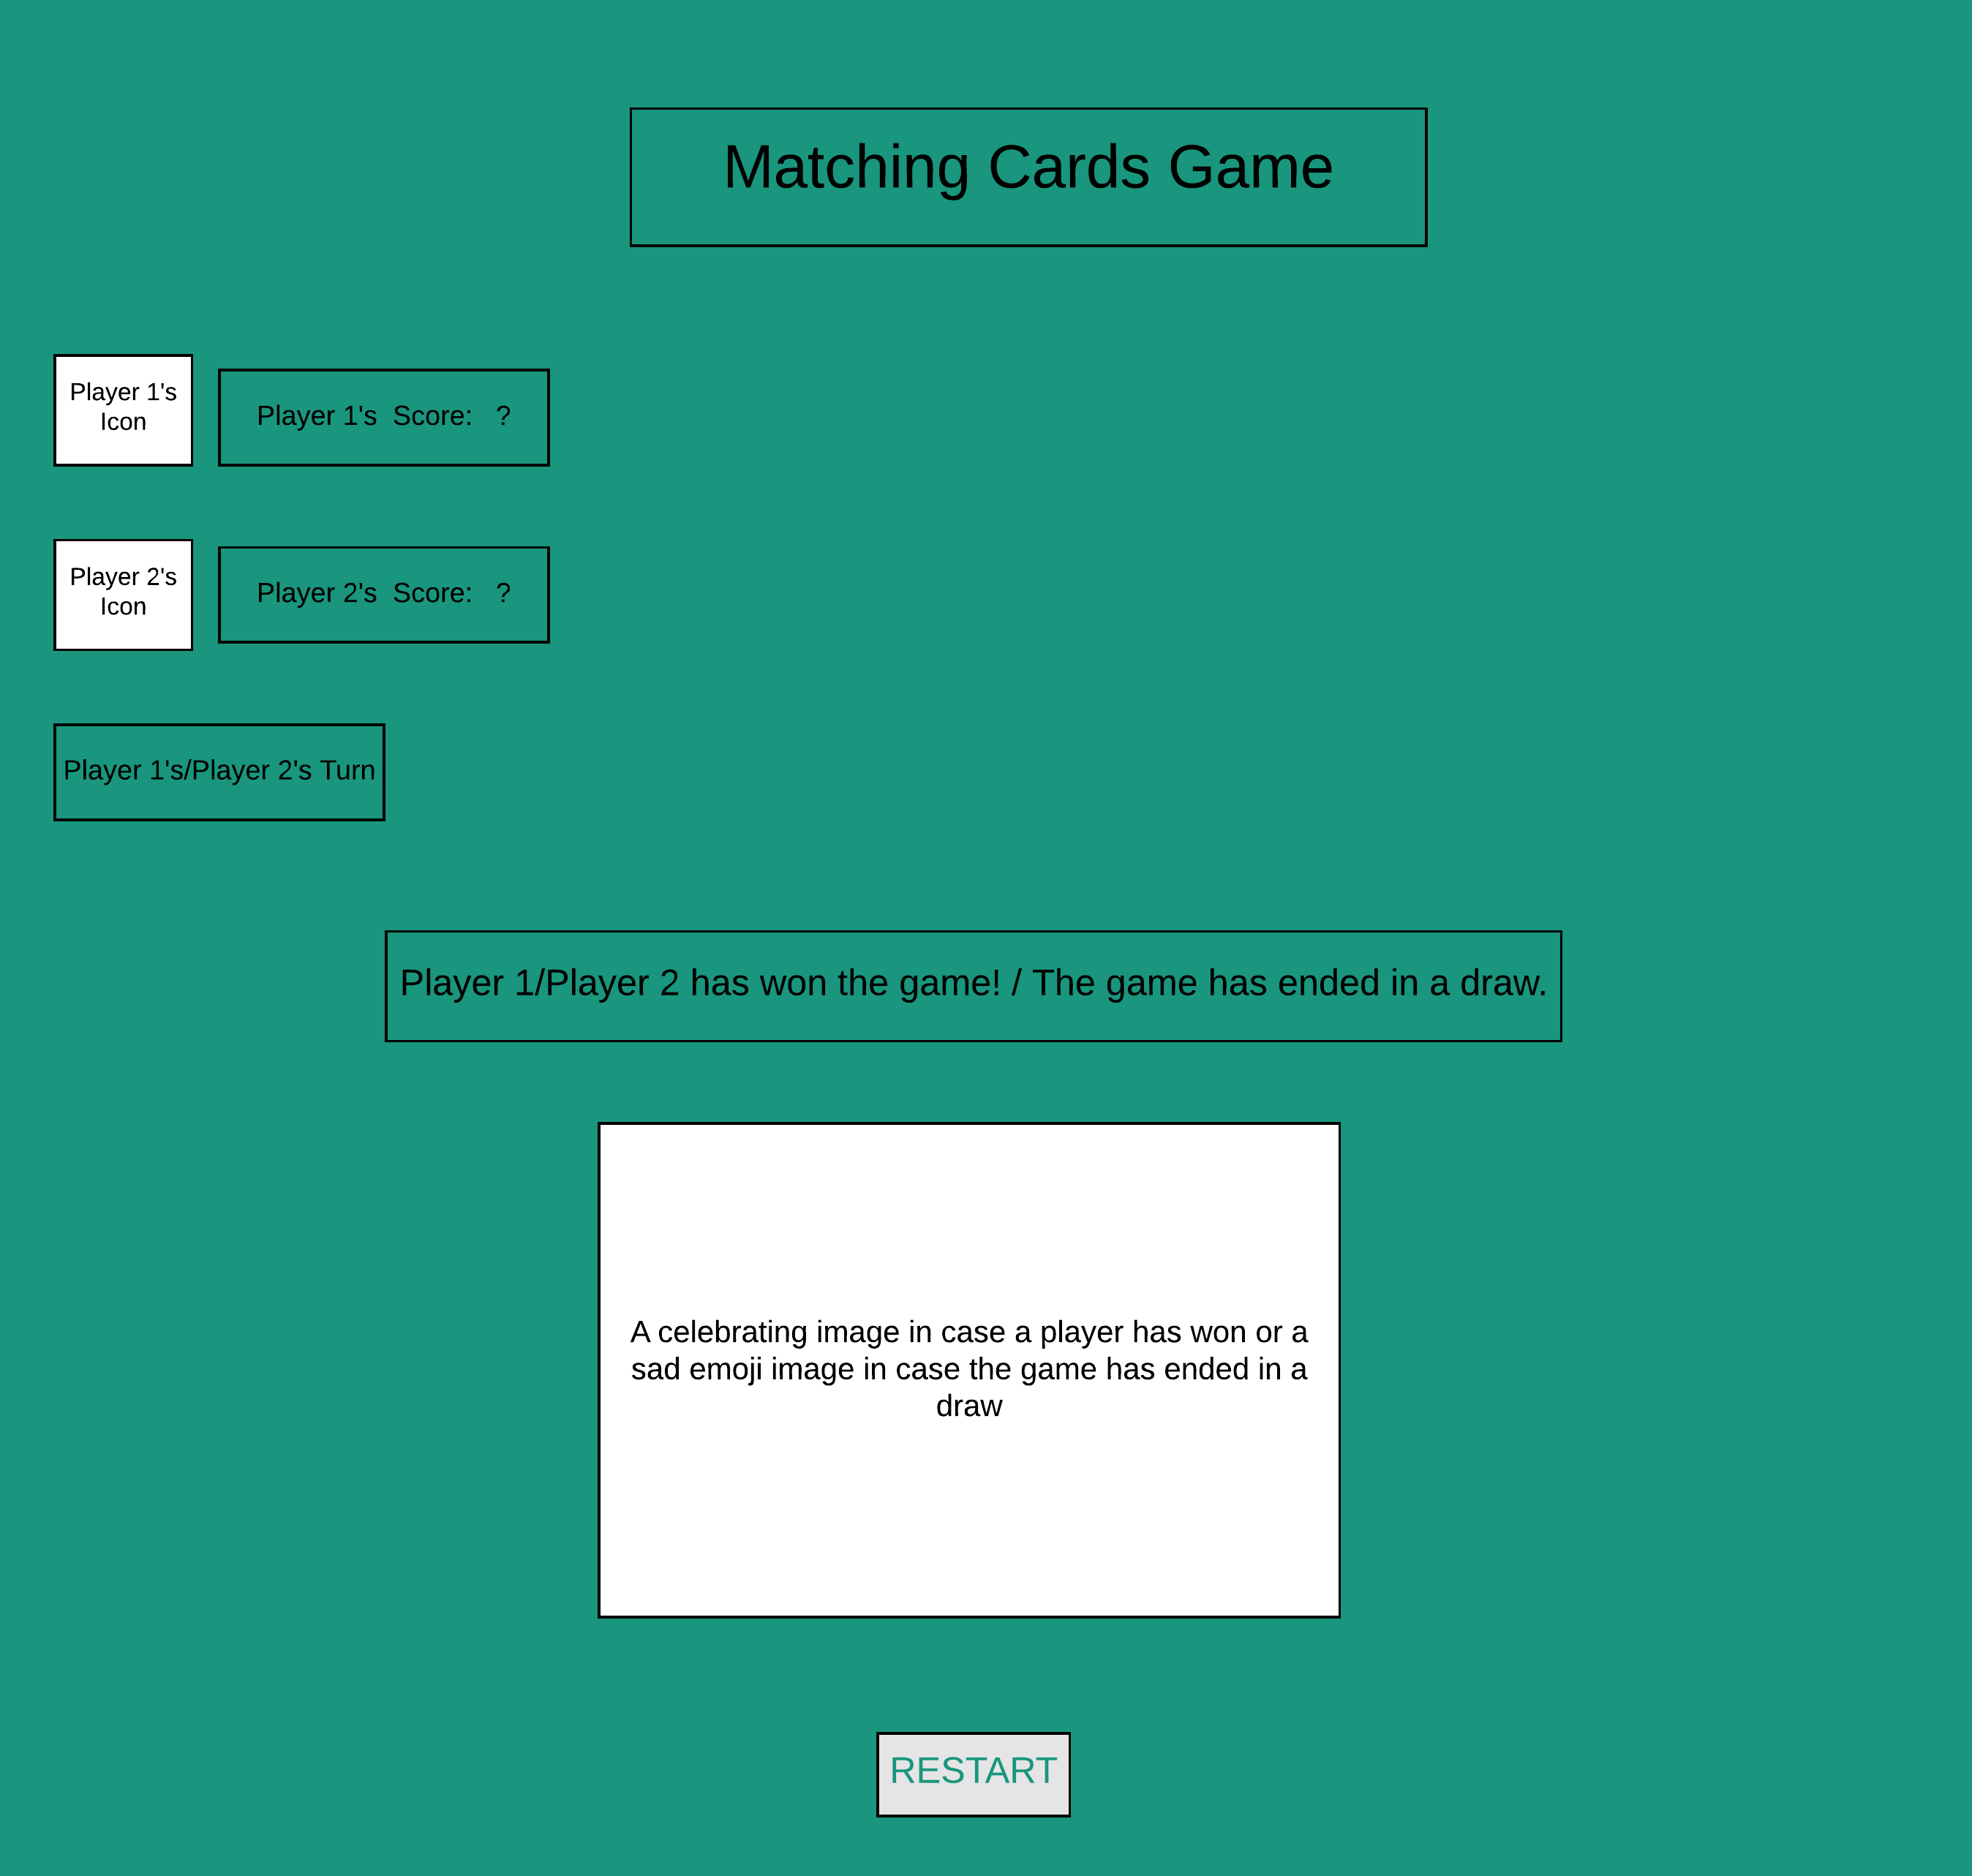 Matching Cards Game
Player 1's
Icon
Player 1's  Score:   ?
Player 2's
Icon
Player 2's  Score:   ?
Player 1's/Player 2's Turn
Player 1/Player 2 has won the game! / The game has ended in a draw.
A celebrating image in case a player has won or a
sad emoji image in case the game has ended in a
draw
RESTART